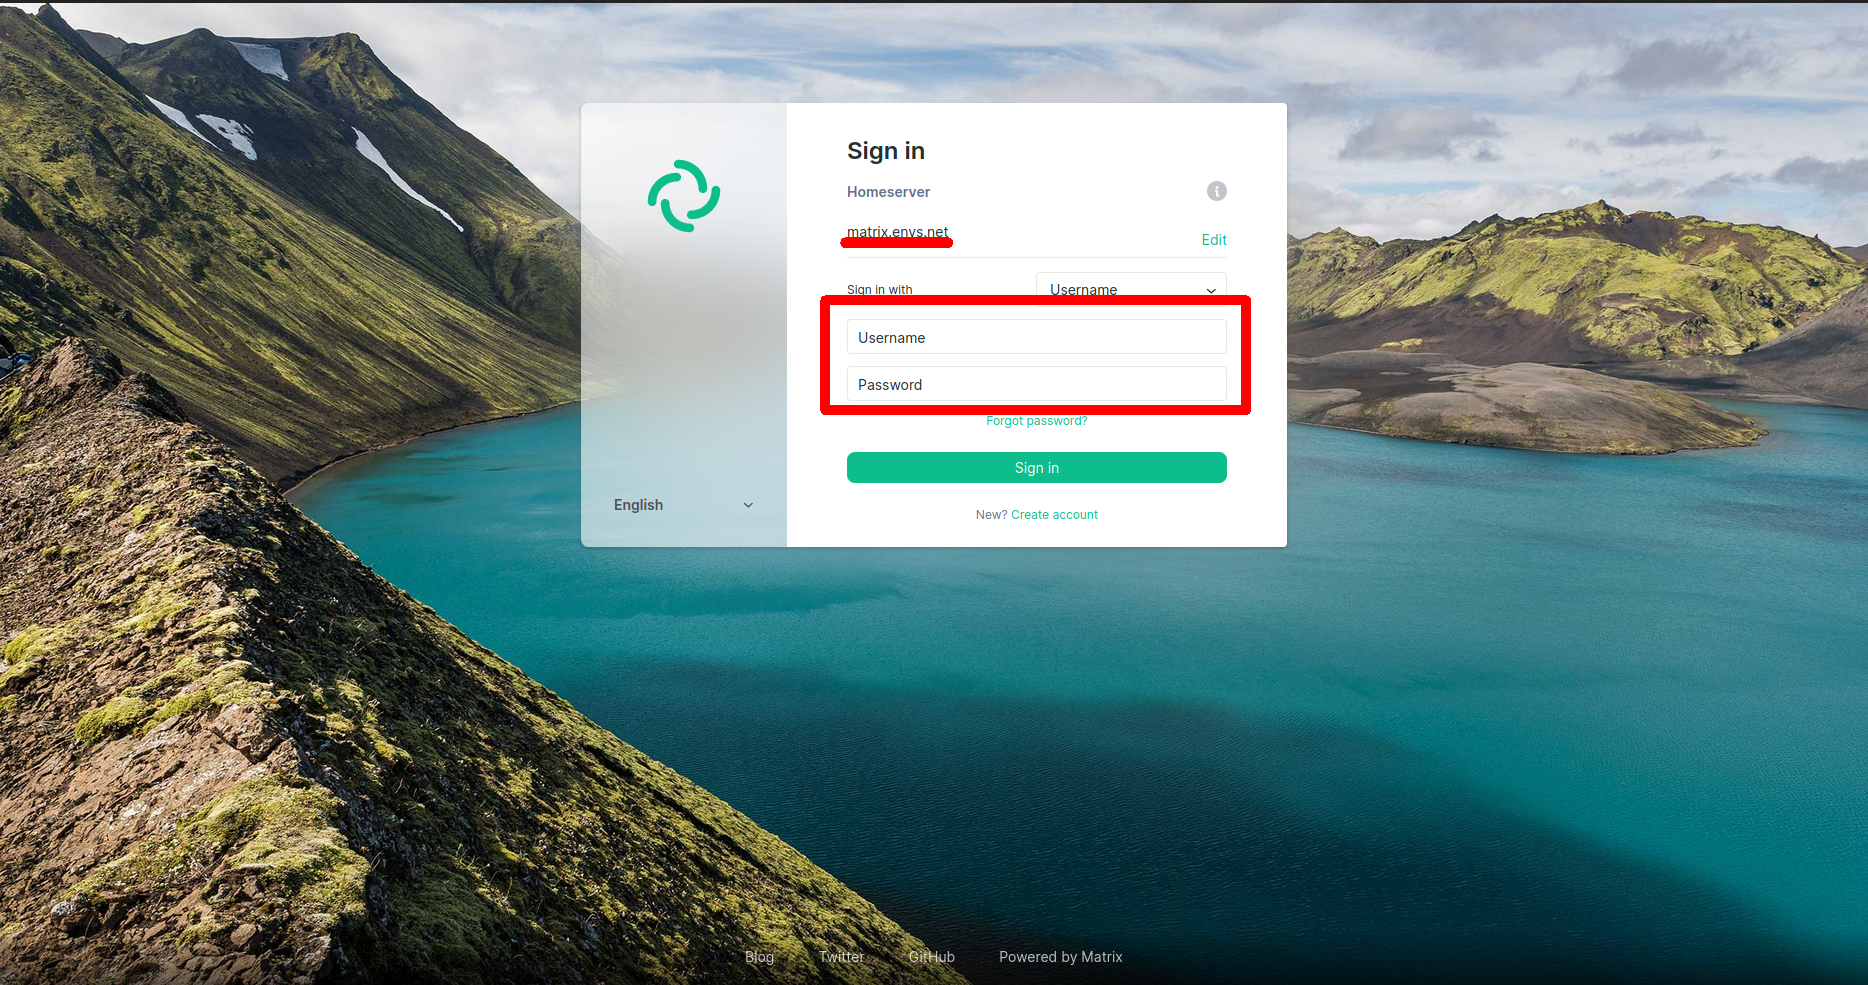 Sign in
Homeserver
matrix.envs.net
Edit
Sign in with
Username
Username
Password
Forgot password?
Sign in
New? Create account
English
Blog
Twitter
GitHub
Powered by Matrix